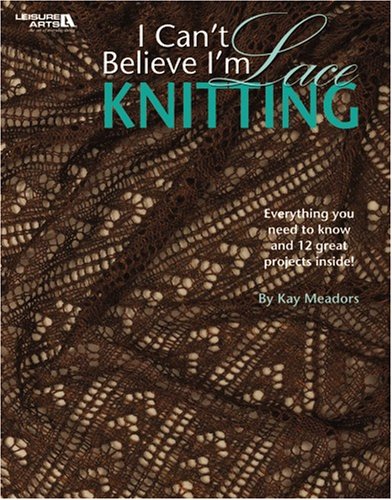 LEISURE
ARTS
the art of everyday living
I Can't
Believe I'm Lace
KNITTING
Everything you
need to know
and 12 great
projects inside!
By Kay Meadors